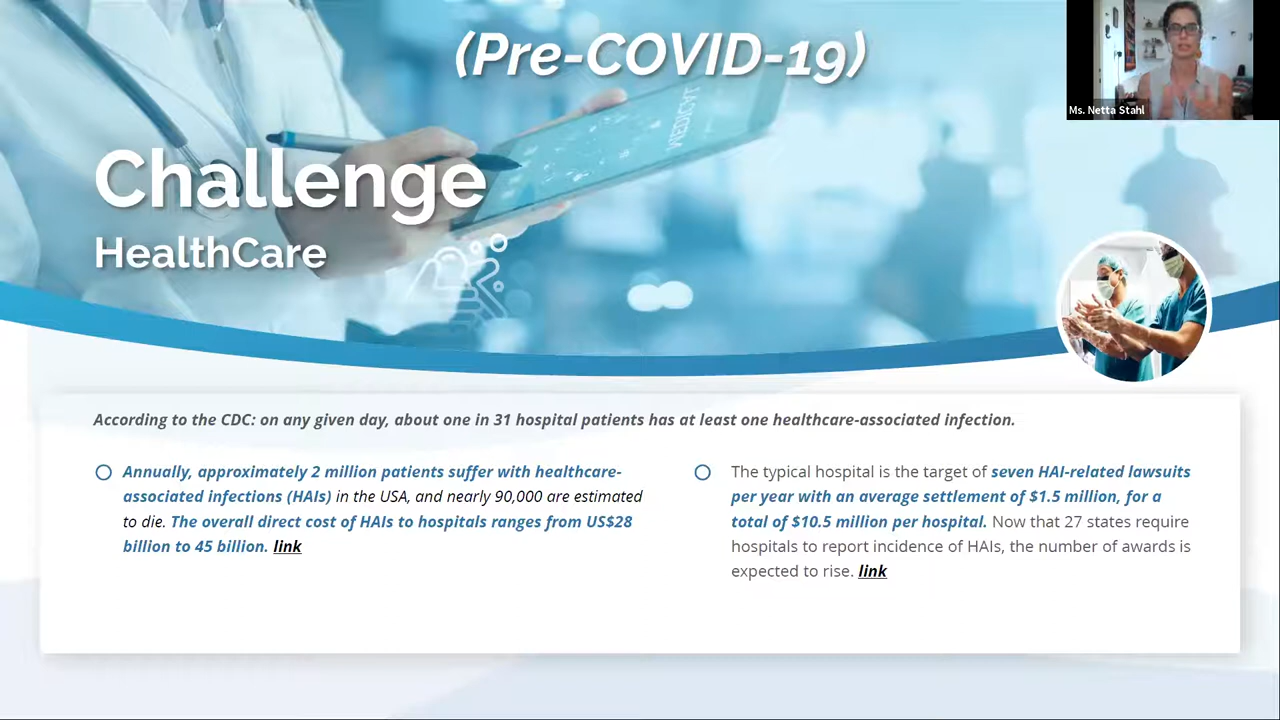 (Pre-COVID-19)
Ms. Netta Stahl
MEDICINE
Challenge
HealthCare
According to the CDC: on any given day, about one in 31 hospital patients has at least one healthcare-associated infection.
Annually, approximately 2 million patients suffer with healthcare-
associated infections (HAIs) in the USA, and nearly 90,000 are estimated
to die. The overall direct cost of HAIs to hospitals ranges from US$28
billion to 45 billion. link
The typical hospital is the target of seven HAI-related lawsuits
per year with an average settlement of $1.5 million, for a
total of $10.5 million per hospital. Now that 27 states require
hospitals to report incidence of HAIs, the number of awards is
expected to rise. link